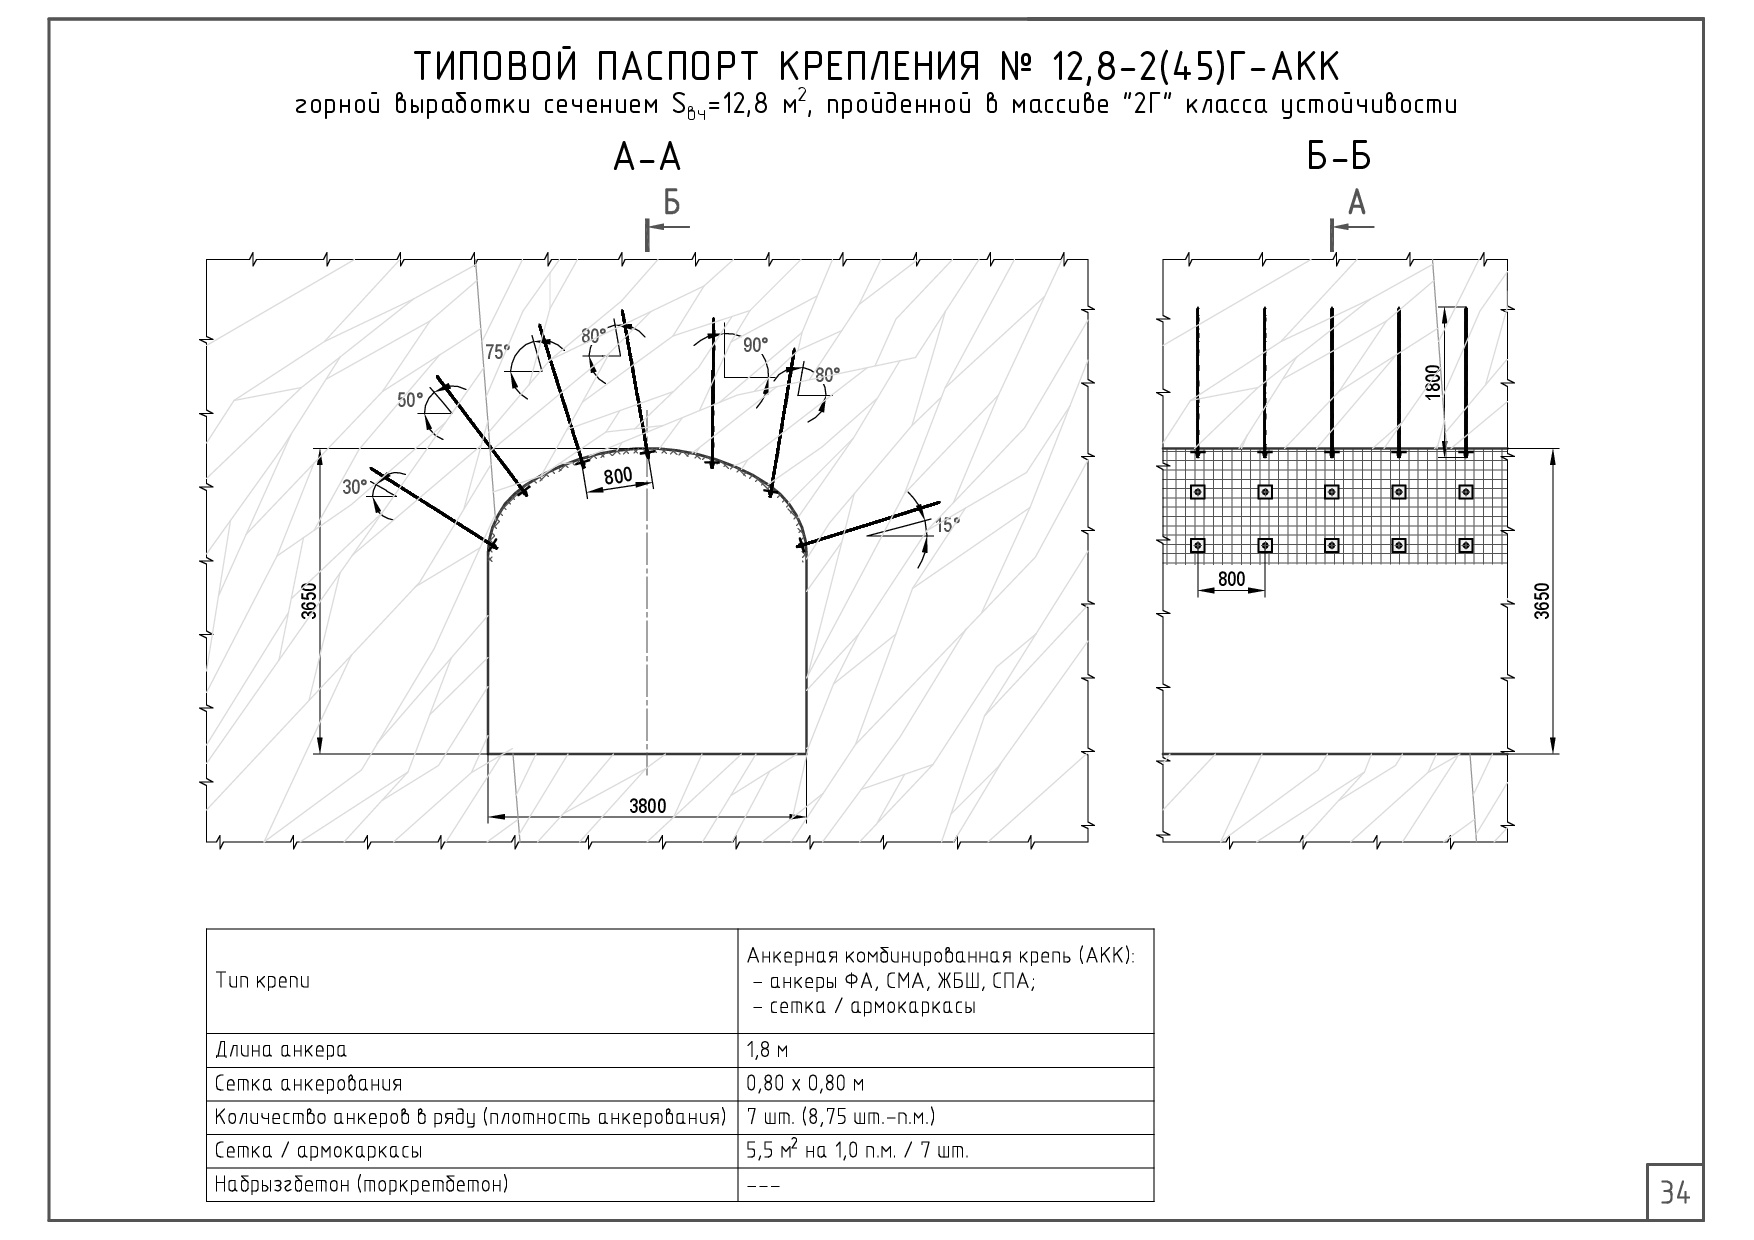 ТИПОВОЙ ПАСПОРТ КРЕПЛЕНИЯ № 12,8-2(45)Г-АКК
горной выработки сечением Sвч=12,8 м2, пройденной в массиве "2Г" класса устойчивости
А-А
Б-Б
Б
А
75°
80°
90°
80°
50°
30°
15°
800
3650
3800
1800
800
3650
Тип крепи
Анкерная комбинированная крепь (АКК):
- анкеры ФА, СМА, ЖБШ, СПА;
- сетка / армокаркасы
Длина анкера
1,8 м
Сетка анкерования
0,80 x 0,80 м
Количество анкеров в ряду (плотность анкерования)
7 шт. (8,75 шт.-п.м.)
Сетка / армокаркасы
5,5 м2 на 1,0 п.м. / 7 шт.
Набрызгбетон (торкретбетон)
---
34